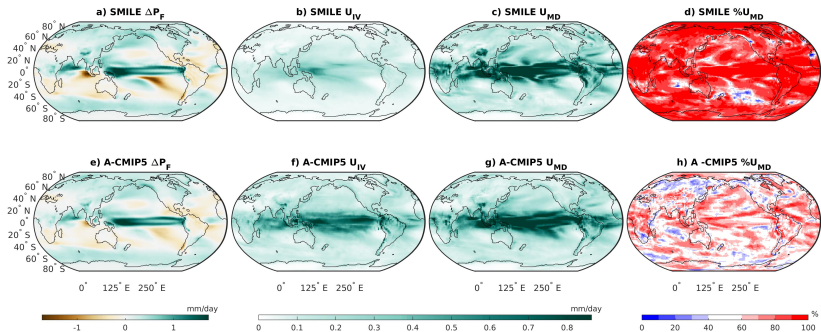 a) SMILE ΔP_F
b) SMILE U_IV
c) SMILE U_MD
d) SMILE %U_MD
80° N
60° N
40° N
20° N
0°
20° S
40° S
60° S
80° S
e) A-CMIP5 ΔP_F
f) A-CMIP5 U_IV
g) A-CMIP5 U_MD
h) A -CMIP5 %U_MD
80° N
60° N
40° N
20° N
0°
20° S
40° S
60° S
80° S
0° 125° E 250° E
0° 125° E 250° E
0° 125° E 250° E
0° 125° E 250° E
mm/day
-1 0 1
mm/day
0 0.1 0.2 0.3 0.4 0.5 0.6 0.7 0.8
%
0 20 40 60 80 100